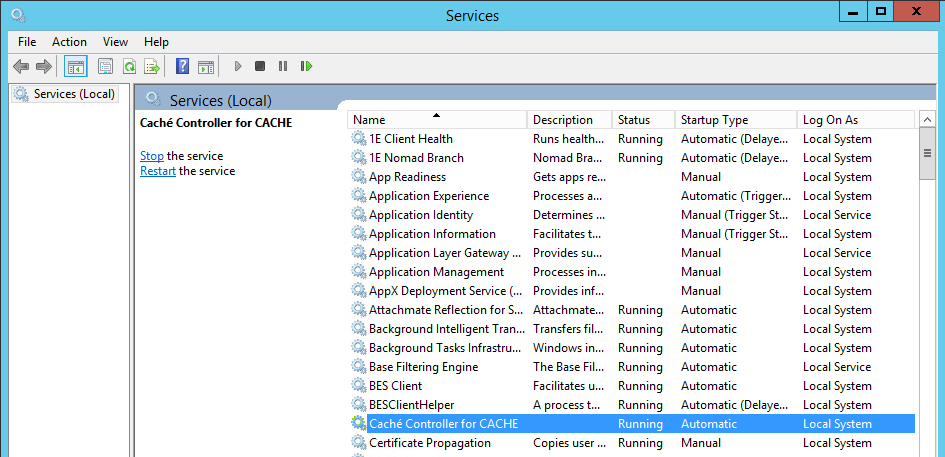 Services
File Action View Help
Services (Local)
Services (Local)
Caché Controller for CACHE
Stop the service
Restart the service
Name Description Status Startup Type Log On As
1E Client Health Runs health... Running Automatic (Delaye... Local System
1E Nomad Branch Nomad Bra... Running Automatic (Delaye... Local System
App Readiness Gets apps re... Manual Local System
Application Experience Processes a... Automatic (Trigger ... Local System
Application Identity Determines ... Manual (Trigger St... Local Service
Application Information Facilitates t... Manual (Trigger St... Local System
Application Layer Gateway ... Provides su... Manual Local Service
Application Management Processes in... Manual Local System
AppX Deployment Service (... Provides inf... Manual Local System
Attachmate Reflection for S... Attachmate... Running Automatic Local System
Background Intelligent Tran... Transfers fil... Running Automatic Local System
Background Tasks Infrastru... Windows in... Running Automatic Local System
Base Filtering Engine The Base Fil... Running Automatic Local Service
BES Client Facilitates u... Running Automatic Local System
BESClientHelper A process t... Running Automatic (Delaye... Local System
Caché Controller for CACHE Running Automatic Local System
Certificate Propagation Copies user ... Running Manual Local System